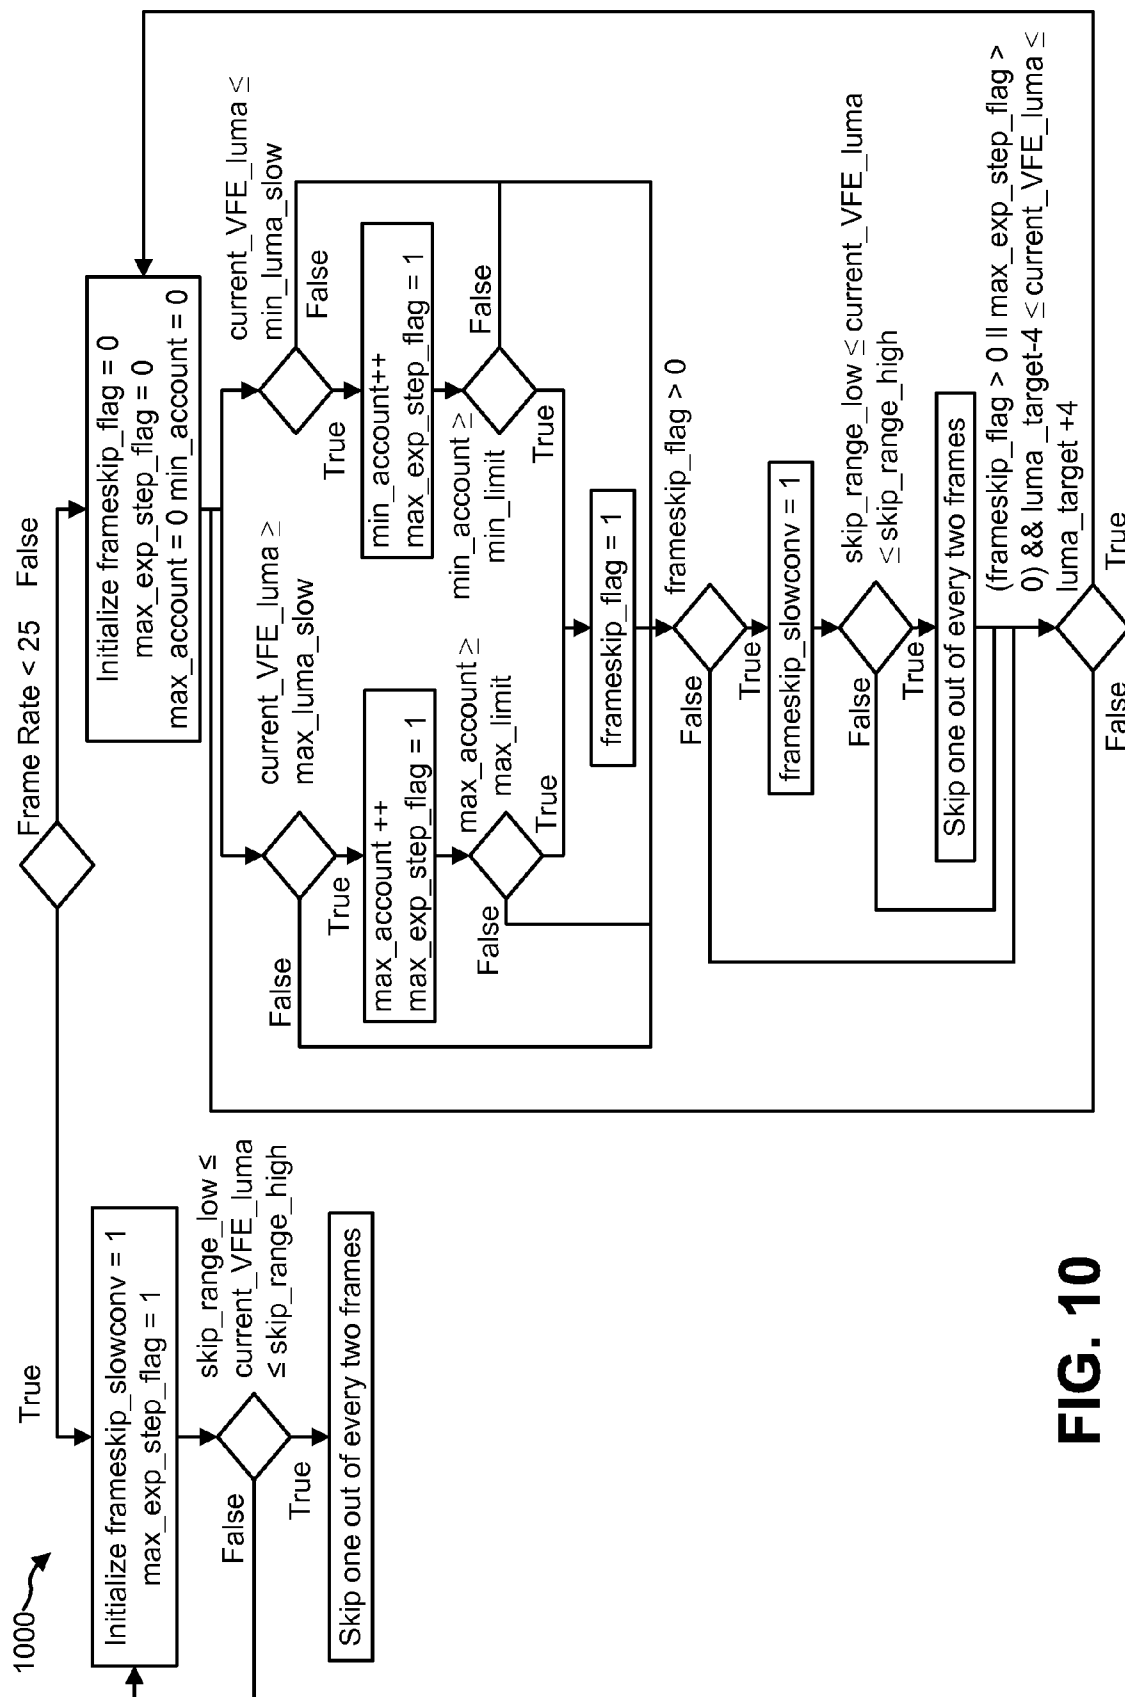 1000
True
Frame Rate < 25
False
Initialize frameskip_slowconv = 1
max_exp_step_flag = 1
skip_range_low ≤
current_VFE_luma
≤ skip_range_high
False
True
Skip one out of every two frames
Initialize frameskip_flag = 0
max_exp_step_flag = 0
max_account = 0 min_account = 0
current_VFE_luma ≥
max_luma_slow
False
True
max_account ++
max_exp_step_flag = 1
max_account ≥
max_limit
False
True
current_VFE_luma ≤
min_luma_slow
False
True
min_account++
max_exp_step_flag = 1
min_account ≥
min_limit
False
True
frameskip_flag = 1
frameskip_flag > 0
False
True
frameskip_slowconv = 1
skip_range_low ≤ current_VFE_luma
≤ skip_range_high
False
True
Skip one out of every two frames
(frameskip_flag > 0 || max_exp_step_flag >
0) && luma_target-4 ≤ current_VFE_luma ≤
luma_target +4
False
True
FIG. 10